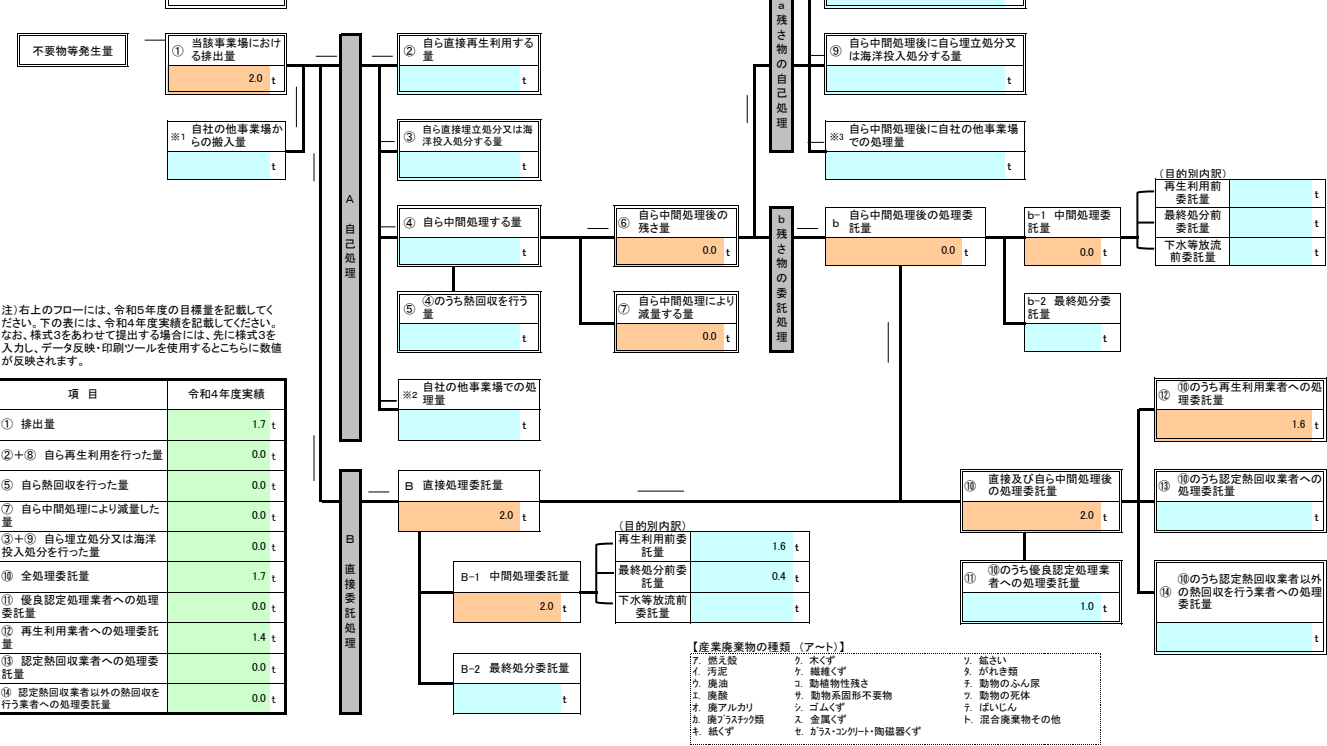 不要物等発生量
① 当該事業場におけ
る排出量
2.0 t
※1 自社の他事業場か
らの搬入量
t
A 自己処理
② 自ら直接再生利用する
量
t
③ 自ら直接埋立処分又は海
洋投入処分する量
t
④ 自ら中間処理する量
t
⑤ ④のうち熱回収を行う
量
t
※2 自社の他事業場での処
理量
t
⑥ 自ら中間処理後の
残さ量
0.0 t
⑦ 自ら中間処理により
減量する量
0.0 t
a 残さ物の自己処理
⑨ 自ら中間処理後に自ら埋立処分又
は海洋投入処分する量
t
※3 自ら中間処理後に自社の他事業場
での処理量
t
b 残さ物の委託処理
b 自ら中間処理後の処理委
託量
0.0 t
b-1 中間処理委
託量
0.0 t
b-2 最終処分委
託量
t
(目的別内訳)
再生利用前
委託量
t
最終処分前
委託量
t
下水等放流
前委託量
t
注)右上のフローには、令和5年度の目標量を記載してく
ださい。下の表には、令和4年度実績を記載してください。
なお、様式3をあわせて提出する場合には、先に様式3を
入力し、データ反映・印刷ツールを使用するとこちらに数値
が反映されます。
項 目 令和4年度実績
① 排出量 1.7 t
②+⑧ 自ら再生利用を行った量 0.0 t
⑤ 自ら熱回収を行った量 0.0 t
⑦ 自ら中間処理により減量した
量 0.0 t
③+⑨ 自ら埋立処分又は海洋
投入処分を行った量 0.0 t
⑩ 全処理委託量 1.7 t
⑪ 優良認定処理業者への処理
委託量 0.0 t
⑫ 再生利用業者への処理委託
量 1.4 t
⑬ 認定熱回収業者への処理委
託量 0.0 t
⑭ 認定熱回収業者以外の熱回収を
行う業者への処理委託量 0.0 t
B 直接委託処理
B 直接処理委託量
2.0 t
B-1 中間処理委託量
2.0 t
B-2 最終処分委託量
t
(目的別内訳)
再生利用前委
託量
1.6 t
最終処分前委
託量
0.4 t
下水等放流前
委託量
t
⑩ 直接及び自ら中間処理後
の処理委託量
2.0 t
⑪ ⑩のうち優良認定処理業
者への処理委託量
1.0 t
⑫ ⑩のうち再生利用業者への処
理委託量
1.6 t
⑬ ⑩のうち認定熱回収業者への
処理委託量
t
⑭ ⑩のうち認定熱回収業者以外
の熱回収を行う業者への処理
委託量
t
【産業廃棄物の種類 (ア～ト)】
ア. 燃え殻
イ. 汚泥
ウ. 廃油
エ. 廃酸
オ. 廃アルカリ
カ. 廃プラスチック類
キ. 紙くず
ク. 木くず
ケ. 繊維くず
コ. 動植物性残さ
サ. 動物系固形不要物
シ. ゴムくず
ス. 金属くず
セ. ガラス・コンクリート・陶磁器くず
ソ. 鉱さい
タ. がれき類
チ. 動物のふん尿
ツ. 動物の死体
テ. ばいじん
ト. 混合廃棄物その他